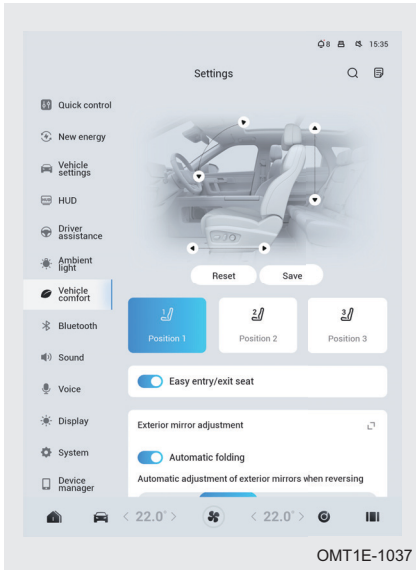 8 15:35
Settings
Quick control
New energy
Vehicle
settings
HUD
HUD
Driver
assistance
Ambient
light
Vehicle
comfort
Bluetooth
Sound
Voice
Display
System
Device
manager
Reset Save
1 2 3
Position 1 Position 2 Position 3
Easy entry/exit seat
Exterior mirror adjustment
Automatic folding
Automatic adjustment of exterior mirrors when reversing
< 22.0° > < 22.0° >
OMT1E-1037